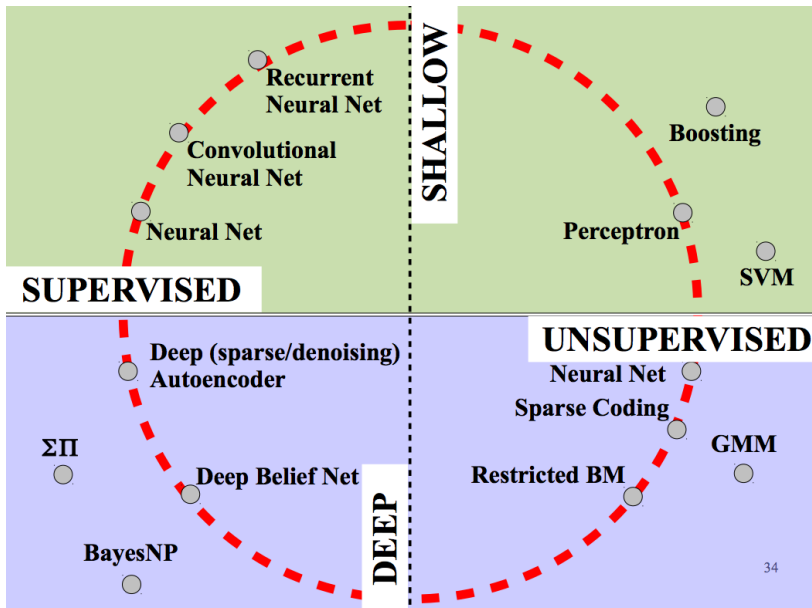 SHALLOW
Recurrent
Neural Net
Boosting
Convolutional
Neural Net
Neural Net
Perceptron
SVM
SUPERVISED
UNSUPERVISED
Deep (sparse/denoising)
Autoencoder
Neural Net
Sparse Coding
ΣΠ
GMM
Deep Belief Net
Restricted BM
DEEP
BayesNP
34